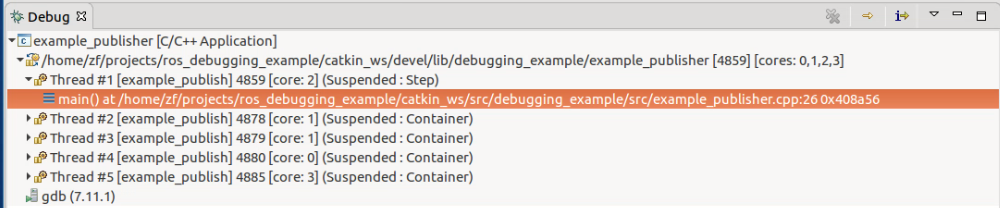 Debug
example_publisher [C/C++ Application]
/home/zf/projects/ros_debugging_example/catkin_ws/devel/lib/debugging_example/example_publisher [4859] [cores: 0,1,2,3]
Thread #1 [example_publish] 4859 [core: 2] (Suspended : Step)
main() at /home/zf/projects/ros_debugging_example/catkin_ws/src/debugging_example/src/example_publisher.cpp:26 0x408a56
Thread #2 [example_publish] 4878 [core: 1] (Suspended : Container)
Thread #3 [example_publish] 4879 [core: 1] (Suspended : Container)
Thread #4 [example_publish] 4880 [core: 0] (Suspended : Container)
Thread #5 [example_publish] 4885 [core: 3] (Suspended : Container)
gdb (7.11.1)